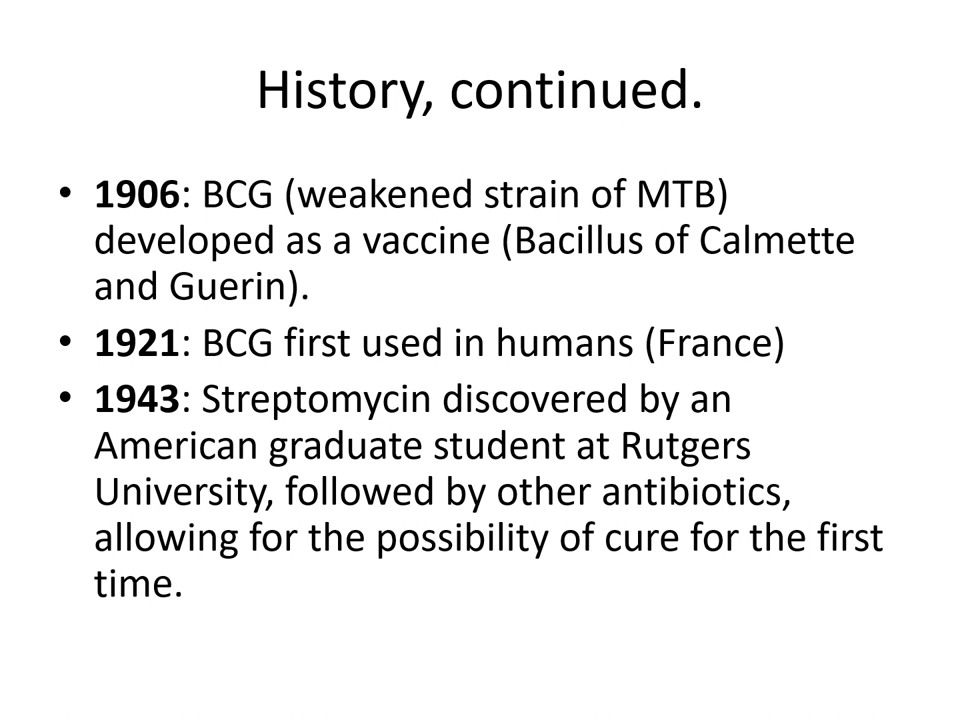 History, continued.
• 1906: BCG (weakened strain of MTB)
developed as a vaccine (Bacillus of Calmette
and Guerin).
• 1921: BCG first used in humans (France)
• 1943: Streptomycin discovered by an
American graduate student at Rutgers
University, followed by other antibiotics,
allowing for the possibility of cure for the first
time.